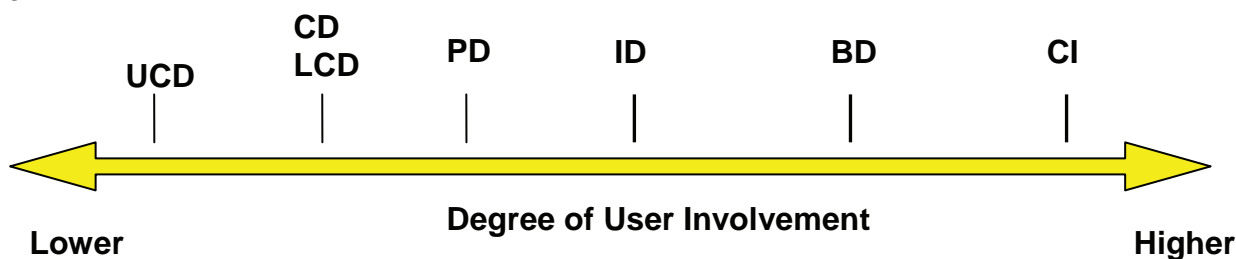 UCD
CD
LCD
PD
ID
BD
CI
Degree of User Involvement
Lower
Higher